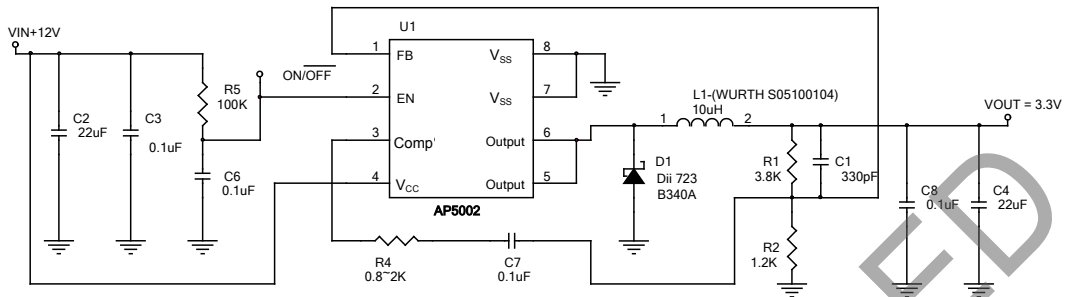 VIN+12V
U1
1
FB
VSS
8
ON/OFF
2
EN
VSS
7
R5
100K
C2
22uF
C3
0.1uF
3
Comp'
Output
6
4
VCC
Output
5
C6
0.1uF
AP5002
L1-(WURTH S05100104)
10uH
1
2
VOUT = 3.3V
D1
Dii 723
B340A
R1
3.8K
C1
330pF
C8
0.1uF
C4
22uF
R4
0.8~2K
C7
0.1uF
R2
1.2K
ED